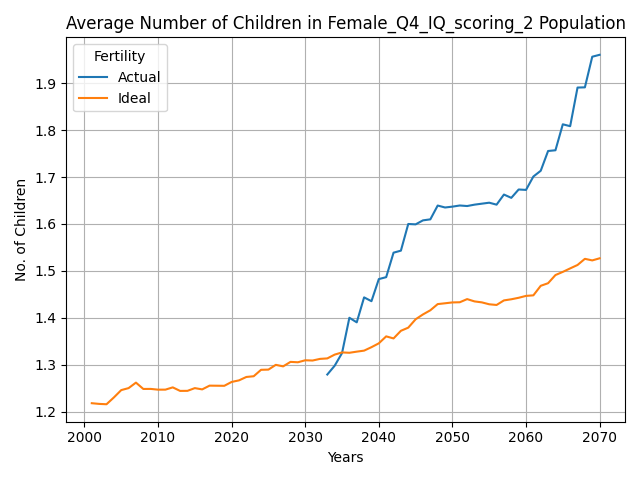 Average Number of Children in Female_Q4_IQ_scoring_2 Population
Fertility
Actual
Ideal
No. of Children
1.9
1.8
1.7
1.6
1.5
1.4
1.3
1.2
2000 2010 2020 2030 2040 2050 2060 2070
Years